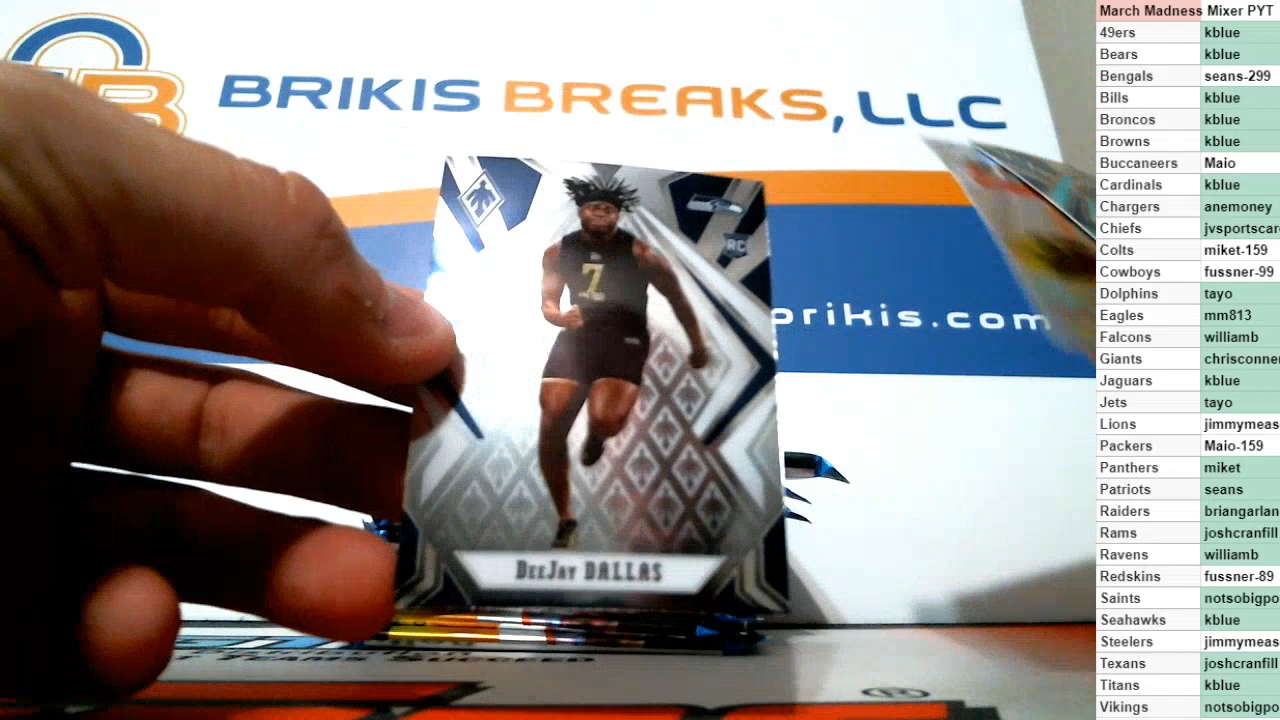 BRIKIS BREAKS, LLC
brikis.com
RC
7
DeeJay DALLAS
T TEAMS SUCCEED
®
March Madness Mixer PYT
49ers kblue
Bears kblue
Bengals seans-299
Bills kblue
Broncos kblue
Browns kblue
Buccaneers Maio
Cardinals kblue
Chargers anemoney
Chiefs jvsportscar
Colts miket-159
Cowboys fussner-99
Dolphins tayo
Eagles mm813
Falcons williamb
Giants chrisconner
Jaguars kblue
Jets tayo
Lions jimmymeas
Packers Maio-159
Panthers miket
Patriots seans
Raiders briangarlan
Rams joshcranfill
Ravens williamb
Redskins fussner-89
Saints notsobigpo
Seahawks kblue
Steelers jimmymeas
Texans joshcranfill
Titans kblue
Vikings notsobigpo